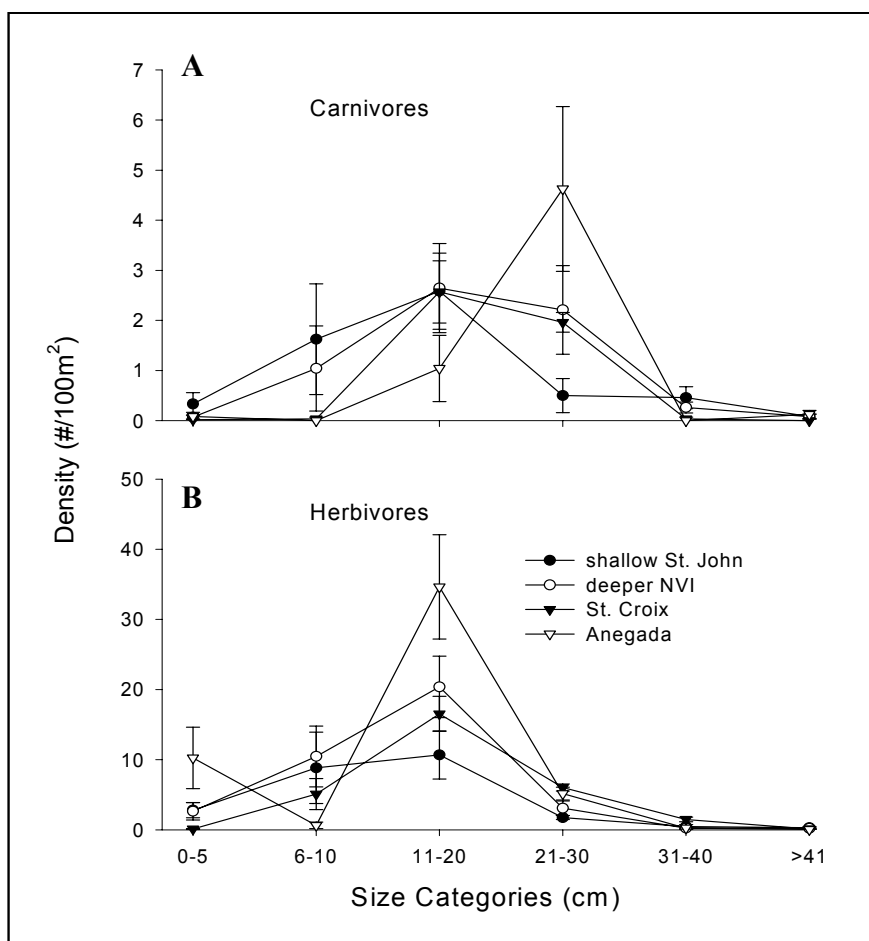 A
Carnivores
7
6
5
4
3
2
1
0
Density (#/100m²)
B
Herbivores
50
40
30
20
10
0
shallow St. John
deeper NVI
St. Croix
Anegada
0-5 6-10 11-20 21-30 31-40 >41
Size Categories (cm)